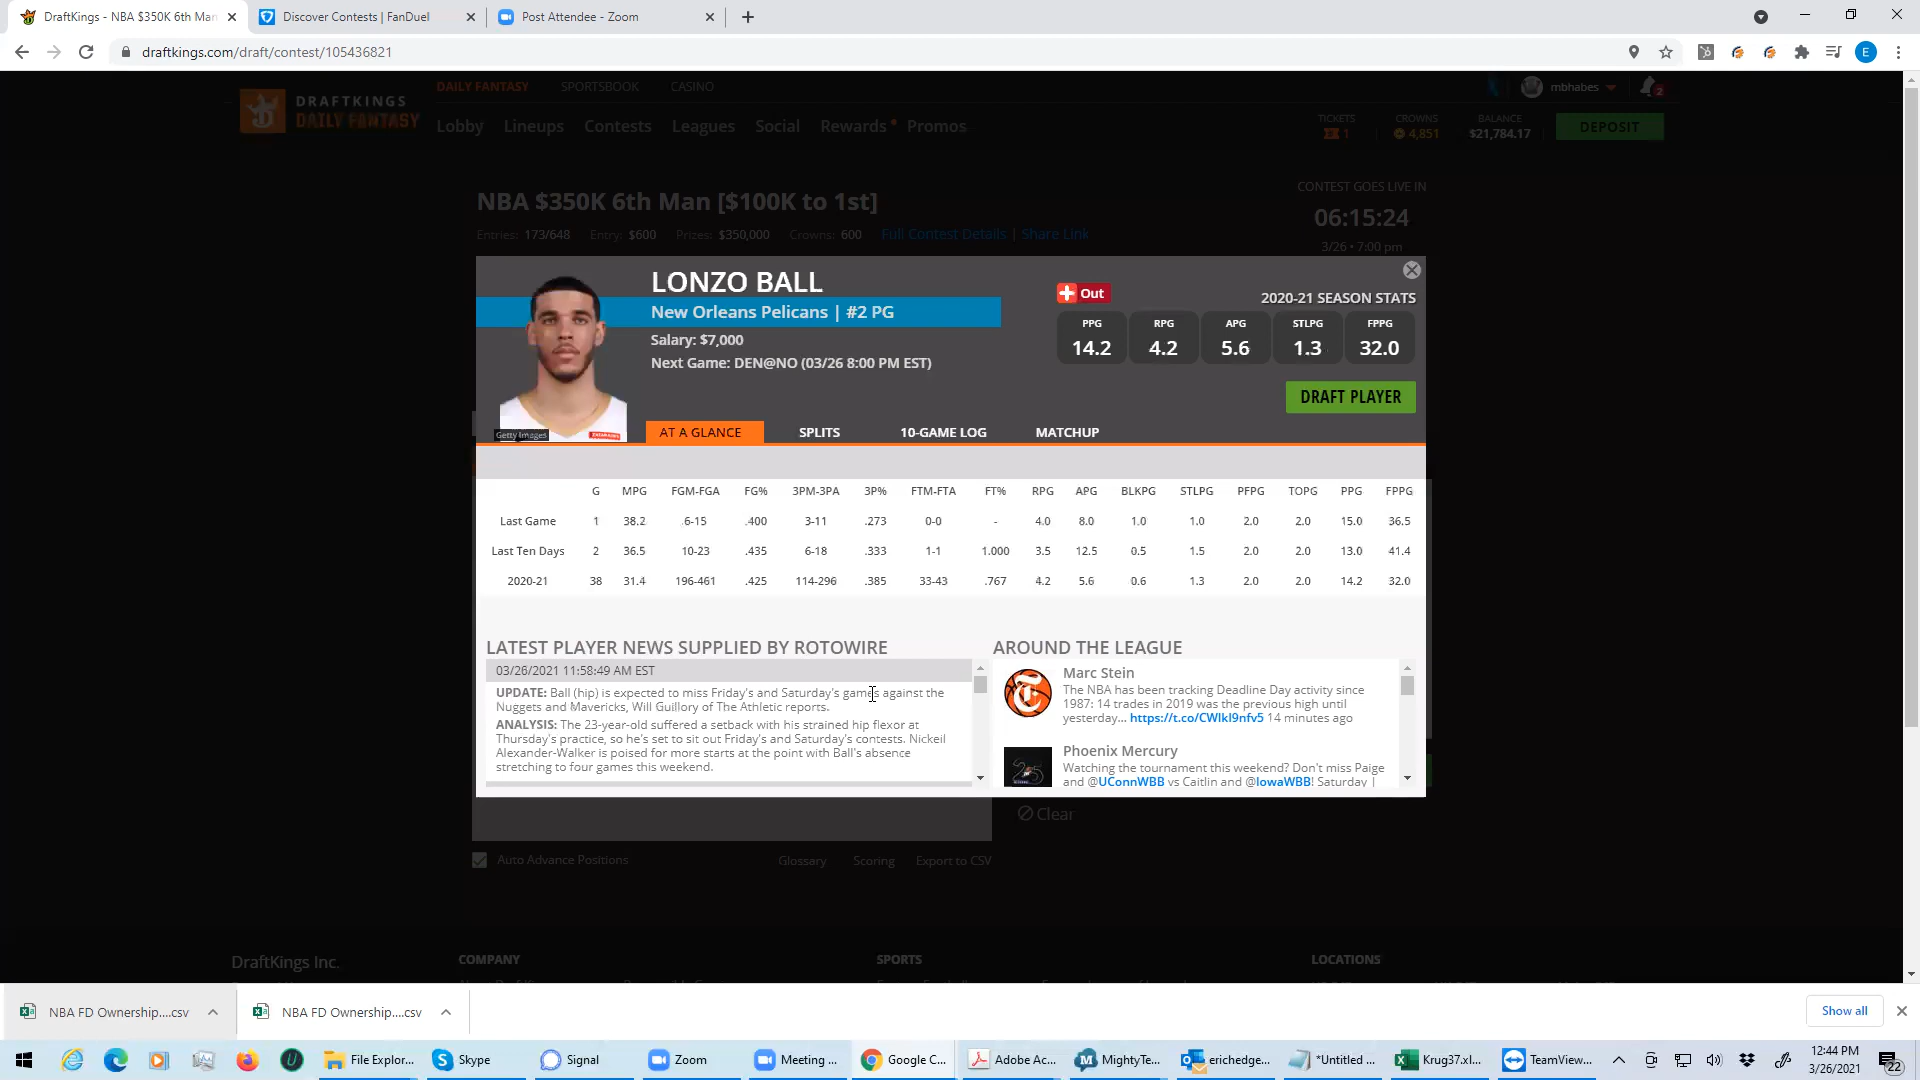 DraftKings - NBA $350K 6th Man
Discover Contests | FanDuel
Post Attendee - Zoom
draftkings.com/draft/contest/105436821
E
DAILY FANTASY SPORTSBOOK CASINO
mbhabes
2
DRAFTKINGS
DAILY FANTASY
Lobby Lineups Contests Leagues Social Rewards Promos
TICKETS
1
CROWNS
4,851
BALANCE
$21,784.17
DEPOSIT
NBA $350K 6th Man [$100K to 1st]
Entries: 173/648 Entry: $600 Prizes: $350,000 Crowns: 600 Full Contest Details | Share Link
CONTEST GOES LIVE IN
06:15:24
3/26 • 7:00 pm
LONZO BALL
New Orleans Pelicans | #2 PG
Salary: $7,000
Next Game: DEN@NO (03/26 8:00 PM EST)
Getty Images
Out
2020-21 SEASON STATS
PPG RPG APG STLPG FPPG
14.2 4.2 5.6 1.3 32.0
DRAFT PLAYER
AT A GLANCE SPLITS 10-GAME LOG MATCHUP
G MPG FGM-FGA FG% 3PM-3PA 3P% FTM-FTA FT% RPG APG BLKPG STLPG PFPG TOPG PPG FPPG
Last Game 1 38.2 6-15 .400 3-11 .273 0-0 - 4.0 8.0 1.0 1.0 2.0 2.0 15.0 36.5
Last Ten Days 2 36.5 10-23 .435 6-18 .333 1-1 1.000 3.5 12.5 0.5 1.5 2.0 2.0 13.0 41.4
2020-21 38 31.4 196-461 .425 114-296 .385 33-43 .767 4.2 5.6 0.6 1.3 2.0 2.0 14.2 32.0
LATEST PLAYER NEWS SUPPLIED BY ROTOWIRE
03/26/2021 11:58:49 AM EST
UPDATE: Ball (hip) is expected to miss Friday's and Saturday's games against the
Nuggets and Mavericks, Will Guillory of The Athletic reports.
ANALYSIS: The 23-year-old suffered a setback with his strained hip flexor at
Thursday's practice, so he's set to sit out Friday's and Saturday's contests. Nickeil
Alexander-Walker is poised for more starts at the point with Ball's absence
stretching to four games this weekend.
AROUND THE LEAGUE
Marc Stein
The NBA has been tracking Deadline Day activity since
1987: 14 trades in 2019 was the previous high until
yesterday... https://t.co/CWlkl9nfv5 14 minutes ago
Phoenix Mercury
Watching the tournament this weekend? Don't miss Paige
and @UConnWBB vs Caitlin and @IowaWBB! Saturday |
Clear
Auto Advance Positions Glossary Scoring Export to CSV
DraftKings Inc. COMPANY SPORTS LOCATIONS
NBA FD Ownership....csv
NBA FD Ownership....csv
Show all
File Explor...
Skype
Signal
Zoom
Meeting ...
Google C...
Adobe Ac...
MightyTe...
erichedge...
*Untitled ...
Krug37.xl...
TeamView...
12:44 PM
3/26/2021
22